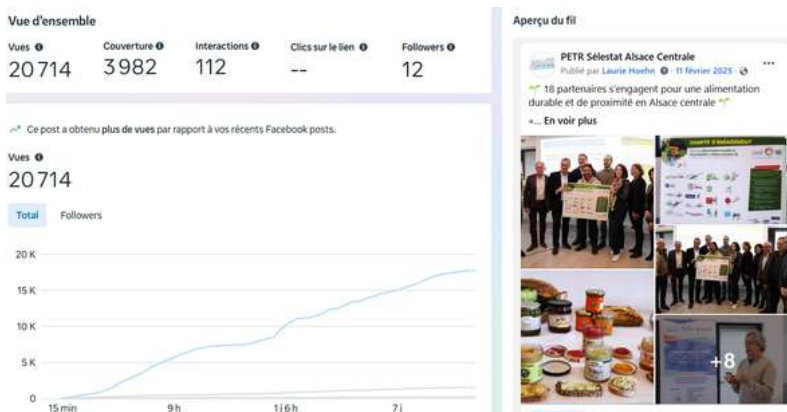 Vue d'ensemble
Vues
Couverture
Interactions
Clics sur le lien
Followers
20 714
3 982
112
--
12
Ce post a obtenu plus de vues par rapport à vos récents Facebook posts.
Vues
20 714
Total
Followers
20 K
15 K
10 K
5 K
0
15 min
9 h
1 j 6 h
7 j
Aperçu du fil
PETR Sélestat Alsace Centrale
Publié par Laurie Hoehn · 11 février 2025 ·
18 partenaires s'engagent pour une alimentation
durable et de proximité en Alsace centrale
«... En voir plus
CHARTE D'ENGAGEMENT
+8